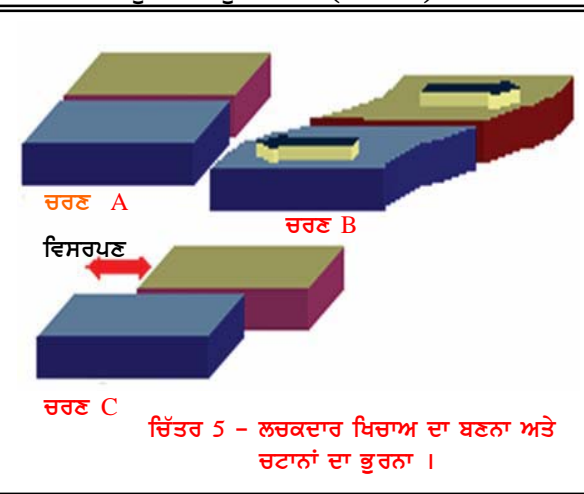 ਚਰਣ A
ਚਰਣ B
ਵਿਸਰਪਣ
ਚਰਣ C
ਚਿੱਤਰ 5 – ਲਚਕਦਾਰ ਖਿਚਾਅ ਦਾ ਬਣਨਾ ਅਤੇ
ਚਟਾਨਾਂ ਦਾ ਭੁਰਨਾ ।